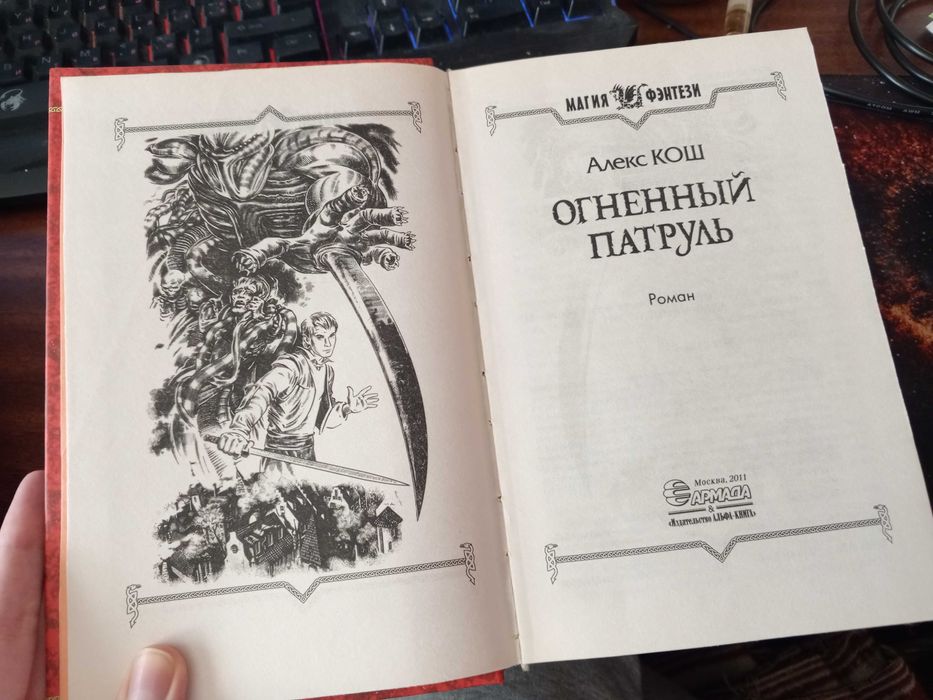 МАГИЯ ФЭНТЕЗИ
Алекс КОШ
ОГНЕННЫЙ
ПАТРУЛЬ
Роман
Москва, 2011
АРМАДА
&
«Издательство АЛЬФА-КНИГА»